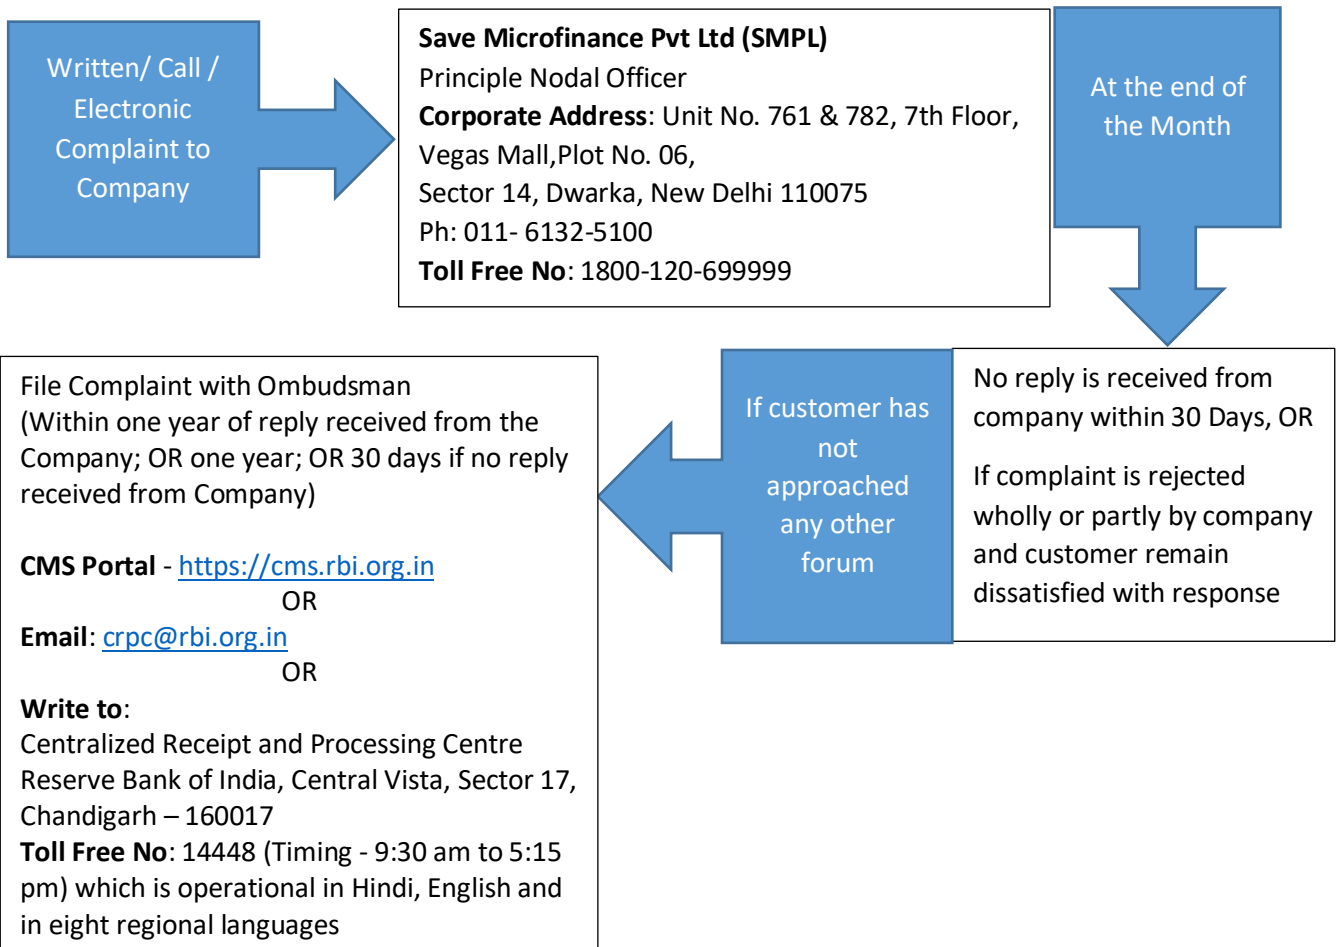 Written/ Call /
Electronic
Complaint to
Company
Save Microfinance Pvt Ltd (SMPL)
Principle Nodal Officer
Corporate Address: Unit No. 761 & 782, 7th Floor,
Vegas Mall,Plot No. 06,
Sector 14, Dwarka, New Delhi 110075
Ph: 011- 6132-5100
Toll Free No: 1800-120-699999
At the end of
the Month
No reply is received from
company within 30 Days, OR
If complaint is rejected
wholly or partly by company
and customer remain
dissatisfied with response
If customer has
not
approached
any other
forum
File Complaint with Ombudsman
(Within one year of reply received from the
Company; OR one year; OR 30 days if no reply
received from Company)
CMS Portal - https://cms.rbi.org.in
OR
Email: crpc@rbi.org.in
OR
Write to:
Centralized Receipt and Processing Centre
Reserve Bank of India, Central Vista, Sector 17,
Chandigarh – 160017
Toll Free No: 14448 (Timing - 9:30 am to 5:15
pm) which is operational in Hindi, English and
in eight regional languages